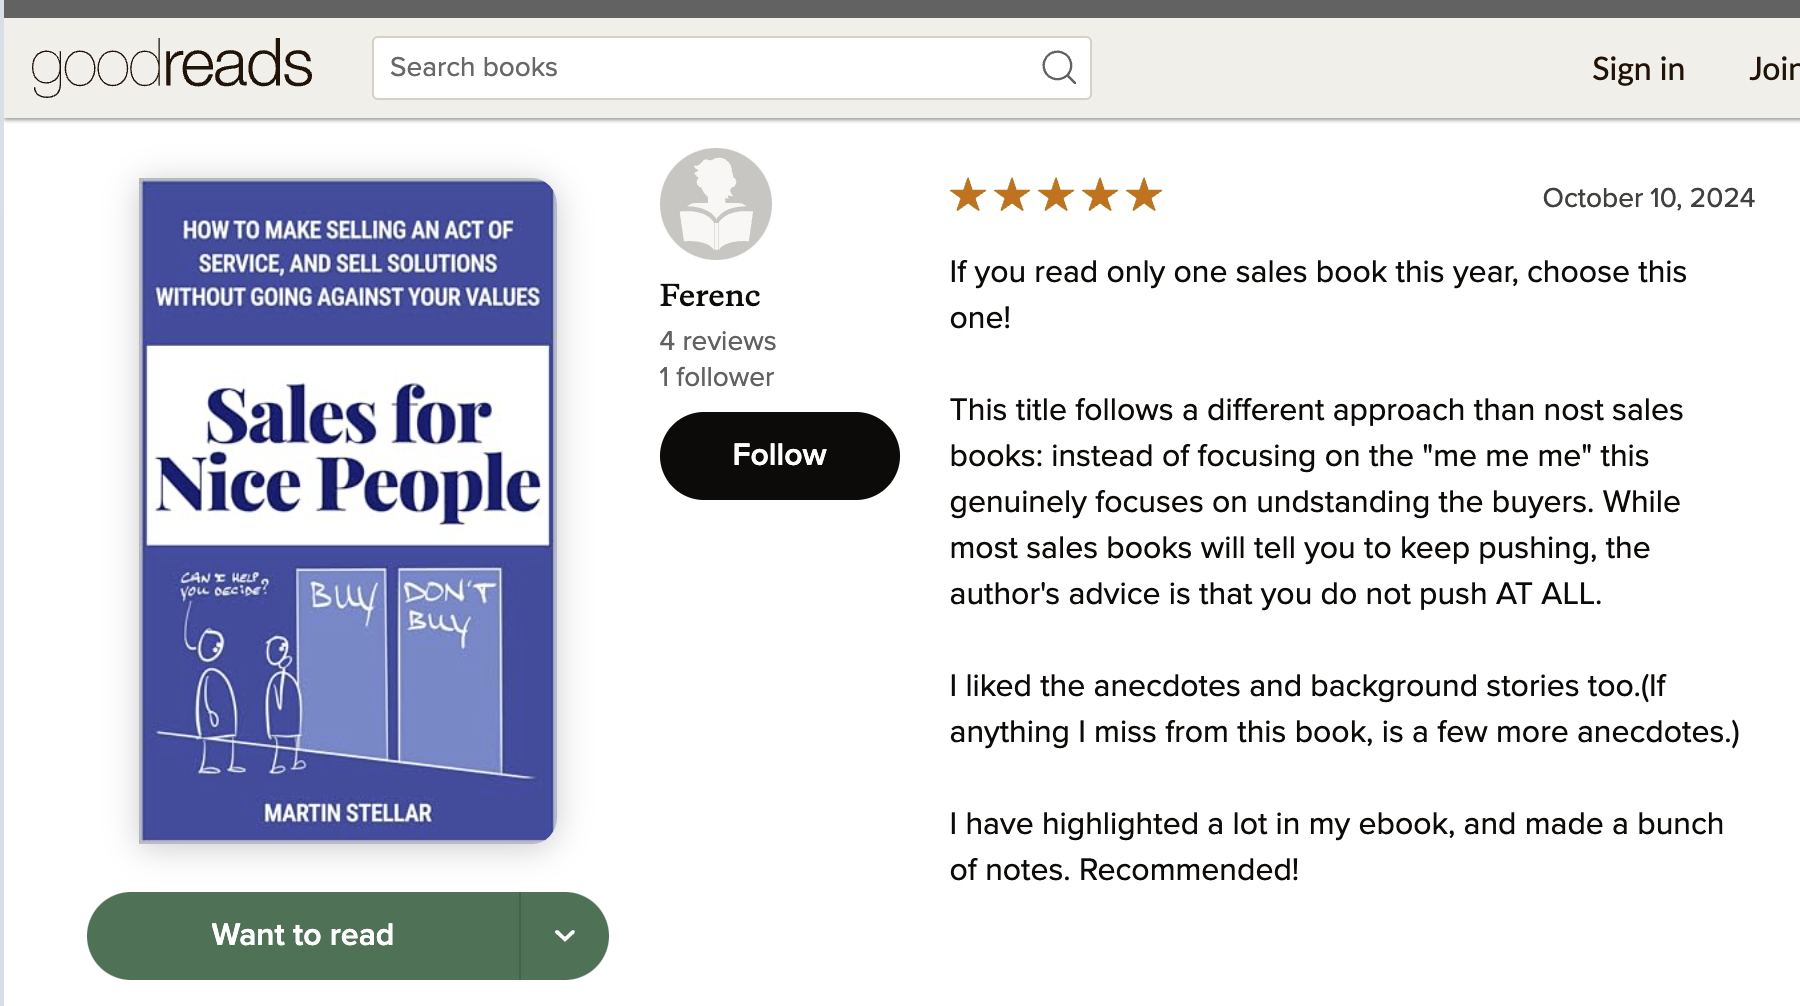 goodreads
Search books
Sign in
Join
HOW TO MAKE SELLING AN ACT OF
SERVICE, AND SELL SOLUTIONS
WITHOUT GOING AGAINST YOUR VALUES
Sales for
Nice People
CAN I HELP
YOU DECIDE?
BUY
DON'T
BUY
MARTIN STELLAR
Want to read
Ferenc
4 reviews
1 follower
Follow
October 10, 2024
If you read only one sales book this year, choose this
one!
This title follows a different approach than nost sales
books: instead of focusing on the "me me me" this
genuinely focuses on undstanding the buyers. While
most sales books will tell you to keep pushing, the
author's advice is that you do not push AT ALL.
I liked the anecdotes and background stories too.(If
anything I miss from this book, is a few more anecdotes.)
I have highlighted a lot in my ebook, and made a bunch
of notes. Recommended!